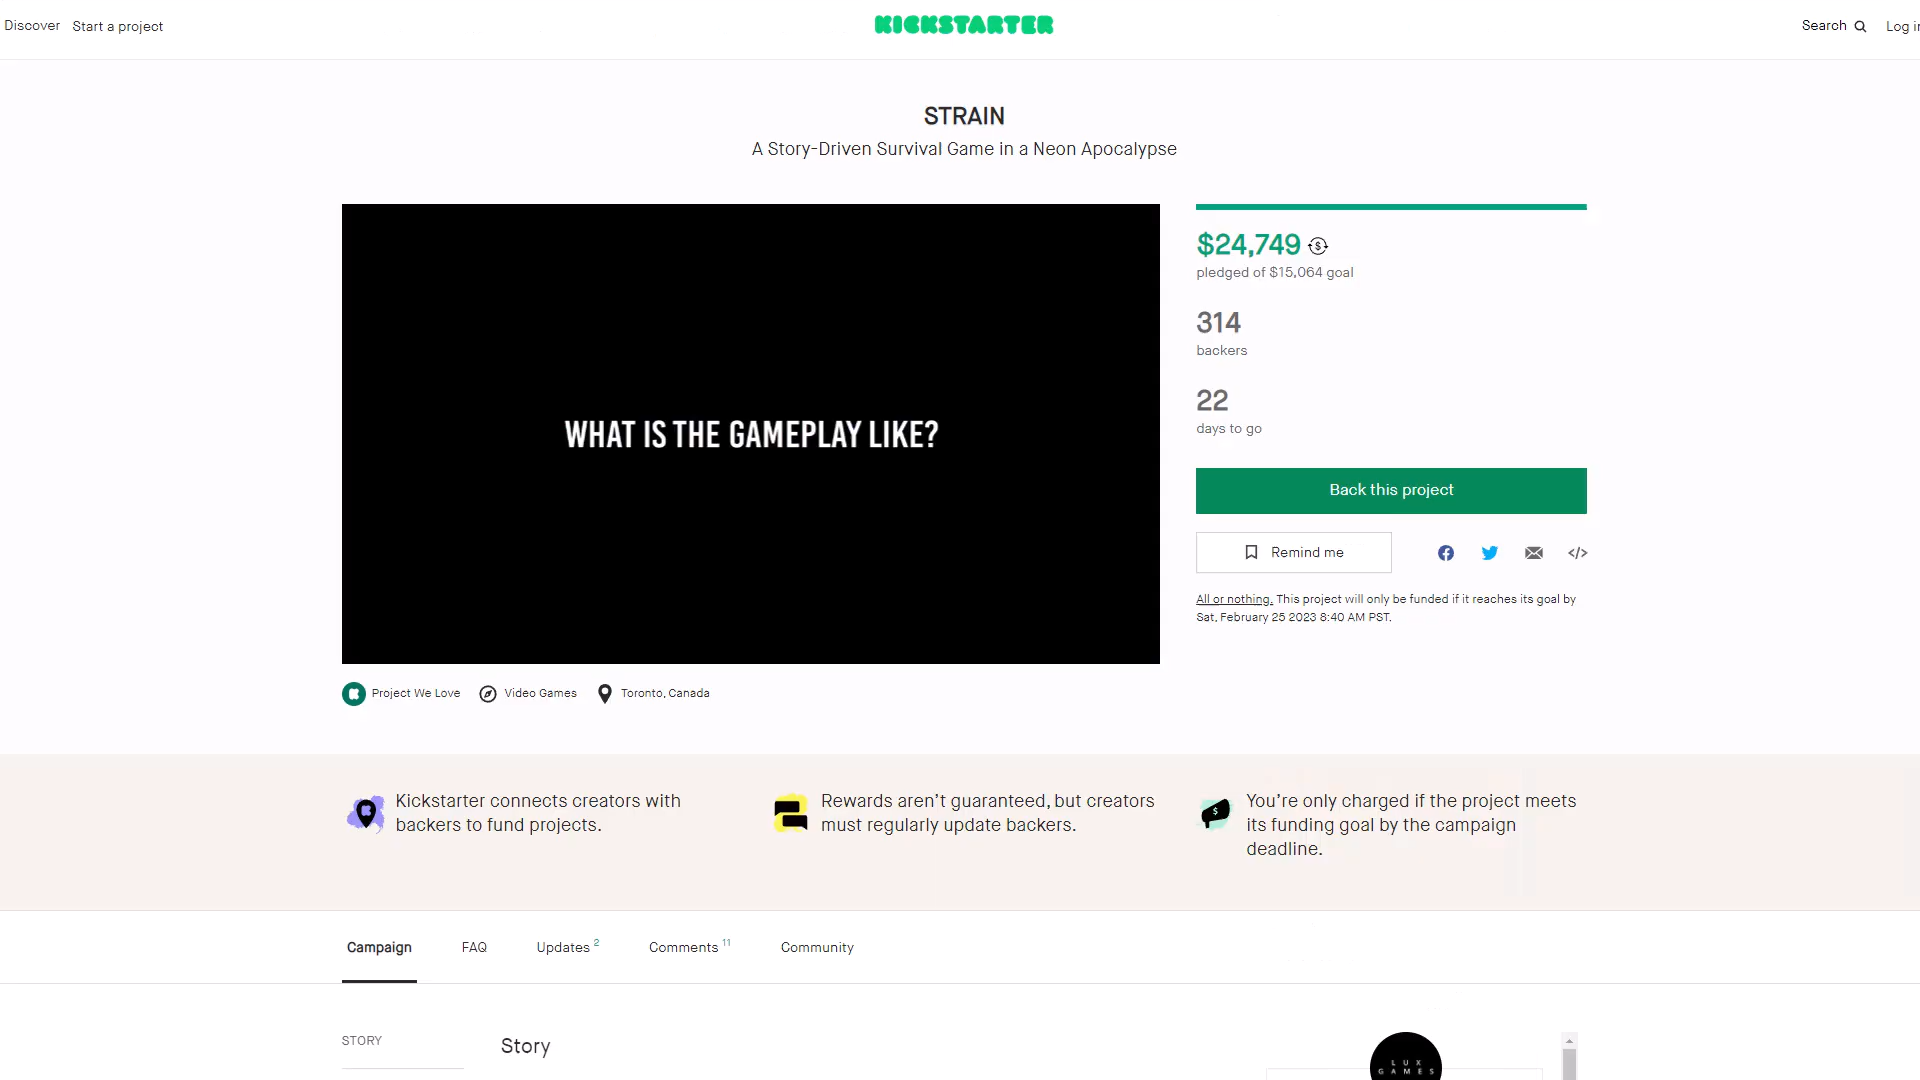 Discover Start a project KICKSTARTER Search Log in
STRAIN
A Story-Driven Survival Game in a Neon Apocalypse
WHAT IS THE GAMEPLAY LIKE?
$24,749
pledged of $15,064 goal
314
backers
22
days to go
Back this project
Remind me
All or nothing. This project will only be funded if it reaches its goal by
Sat, February 25 2023 8:40 AM PST.
Project We Love Video Games Toronto, Canada
Kickstarter connects creators with
backers to fund projects.
Rewards aren’t guaranteed, but creators
must regularly update backers.
You’re only charged if the project meets
its funding goal by the campaign
deadline.
Campaign FAQ Updates 2 Comments 11 Community
STORY
Story
LUX
GAMES